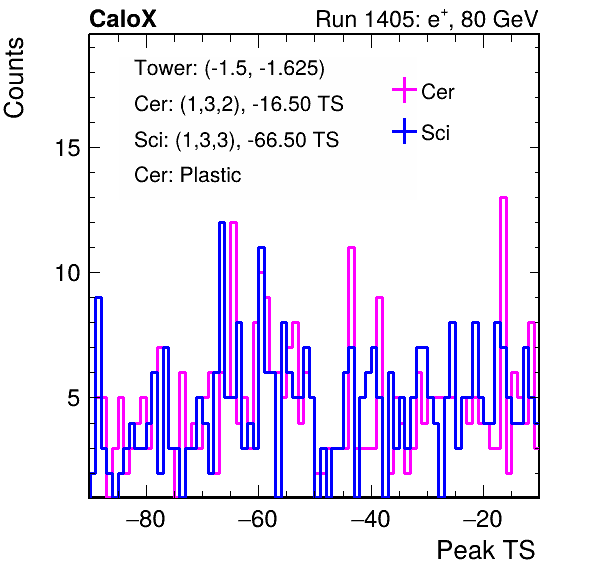 CaloX Run 1405: e⁺, 80 GeV
Counts
Tower: (-1.5, -1.625)
Cer: (1,3,2), -16.50 TS
Sci: (1,3,3), -66.50 TS
Cer: Plastic
Cer
Sci
15
10
5
−80 −60 −40 −20
Peak TS